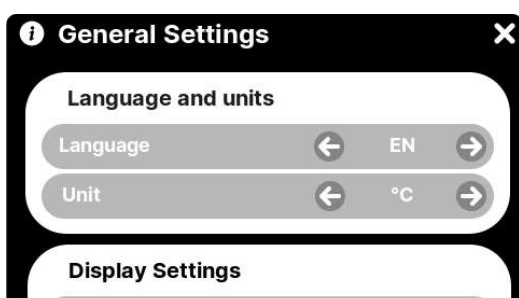 General Settings
Language and units
Language EN
Unit °C
Display Settings